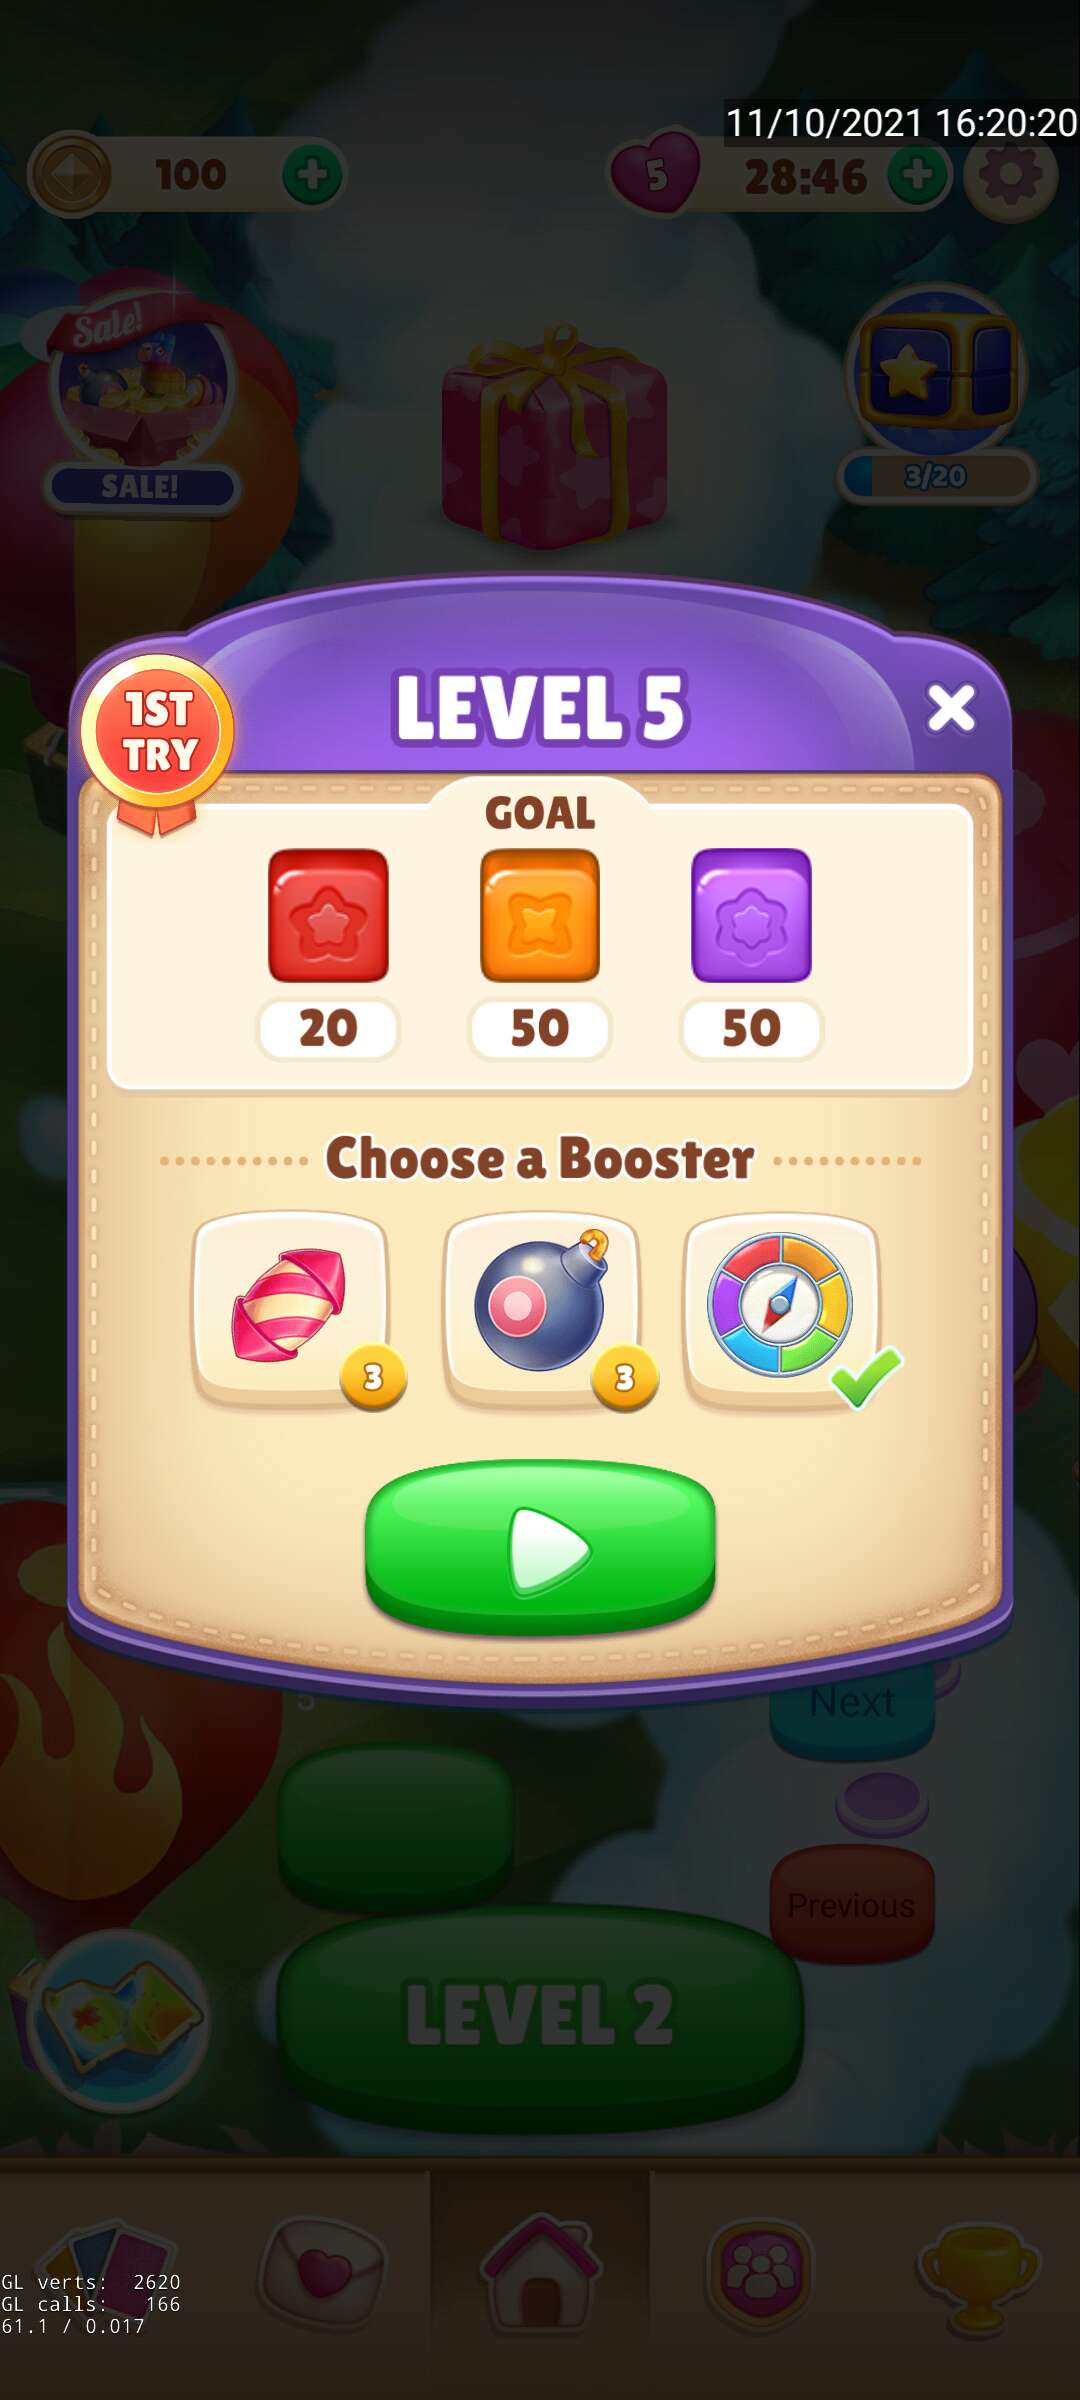 11/10/2021 16:20:20
100
5
28:46
Sale!
SALE!
3/20
1ST
TRY
LEVEL 5
GOAL
20
50
50
Choose a Booster
3
3
5
Next
Previous
LEVEL 2
GL verts: 2620
GL calls: 166
61.1 / 0.017